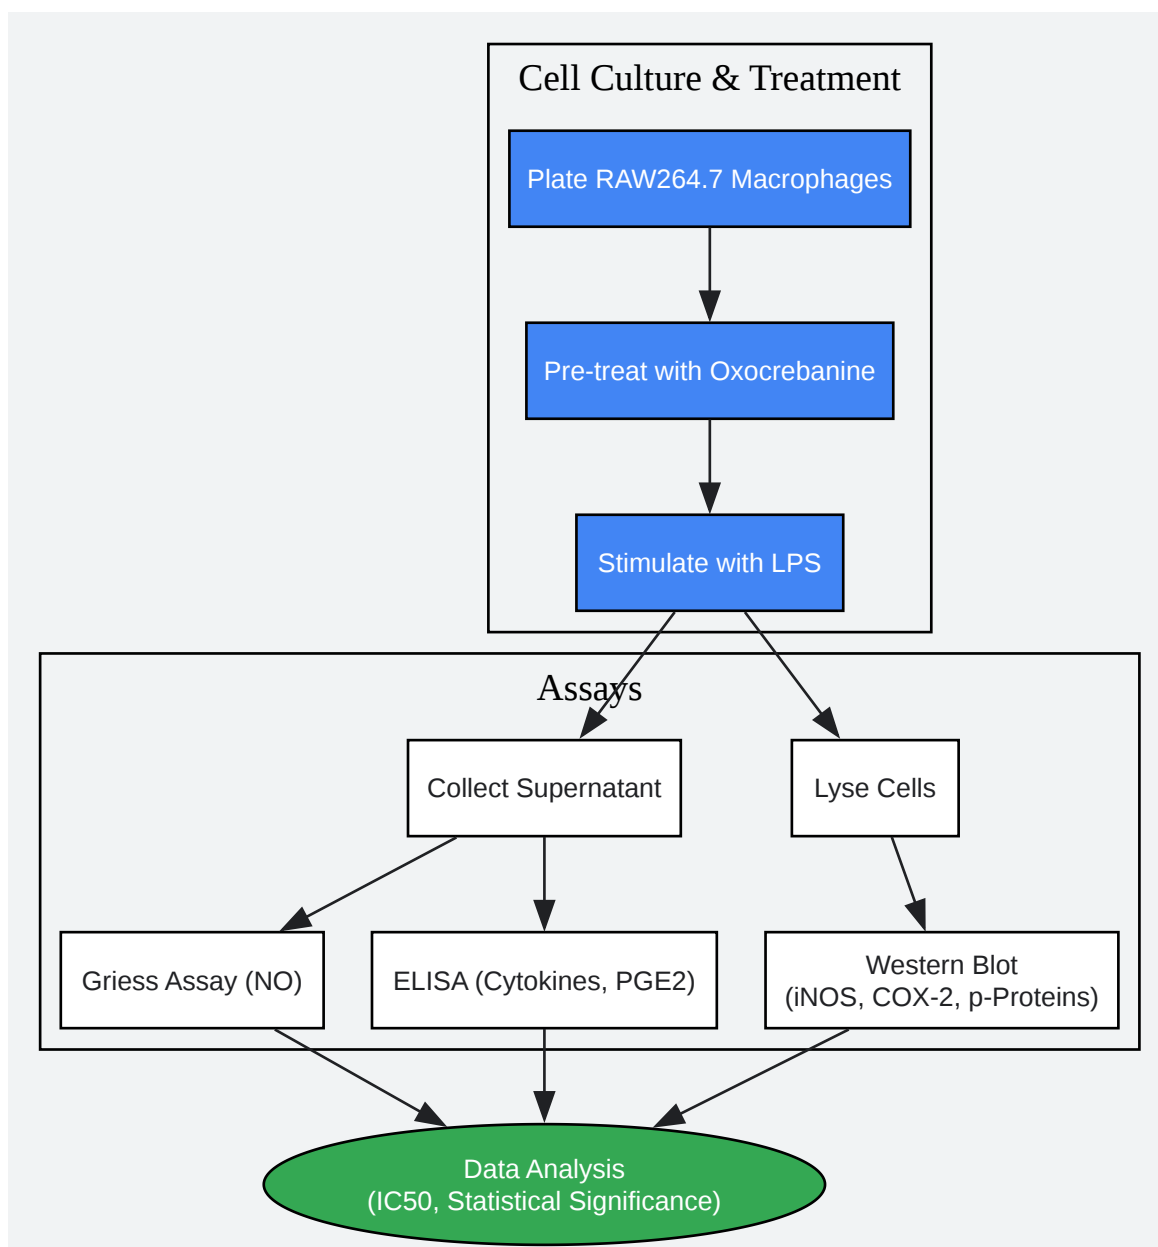 Cell Culture & Treatment
Plate RAW264.7 Macrophages
Pre-treat with Oxocrebanine
Stimulate with LPS
Assays
Collect Supernatant
Lyse Cells
Griess Assay (NO)
ELISA (Cytokines, PGE2)
Western Blot
(iNOS, COX-2, p-Proteins)
Data Analysis
(IC50, Statistical Significance)